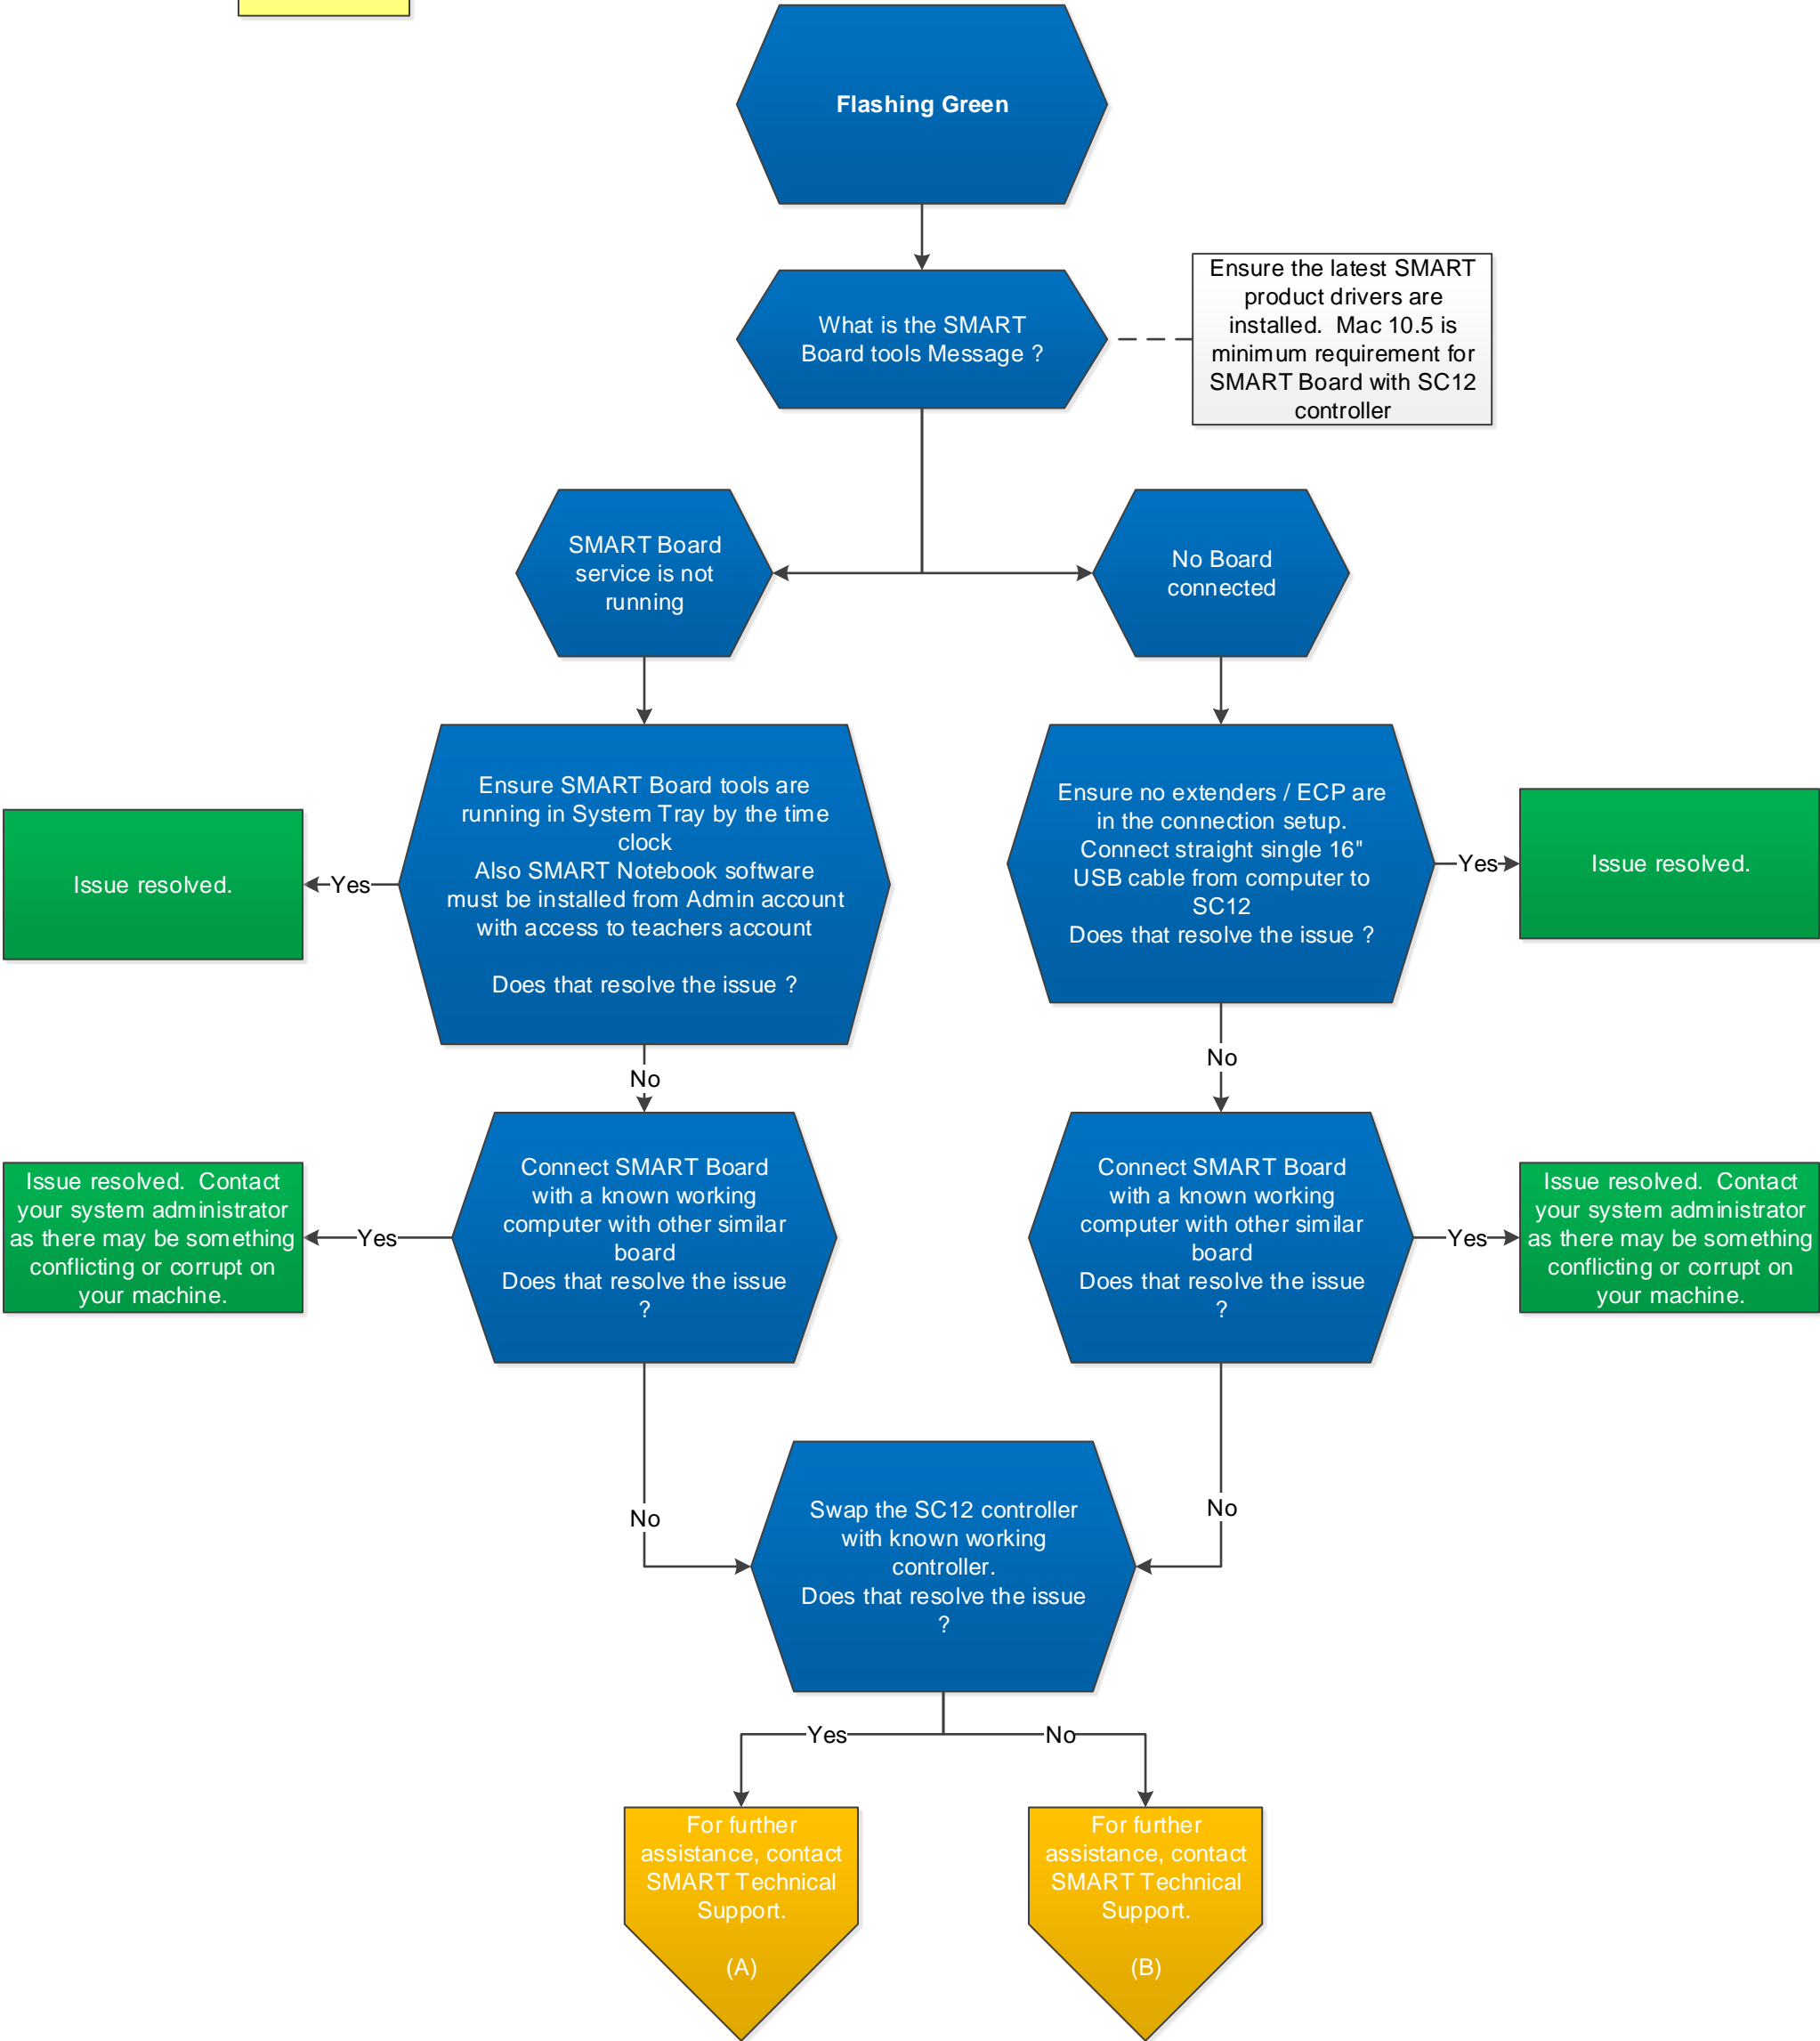 Flashing Green
What is the SMART
Board tools Message ?
Ensure the latest SMART
product drivers are
installed.  Mac 10.5 is
minimum requirement for
SMART Board with SC12
controller
SMART Board
service is not
running
No Board
connected
Ensure SMART Board tools are
running in System Tray by the time
clock
Also SMART Notebook software
must be installed from Admin account
with access to teachers account
Does that resolve the issue ?
Yes
Issue resolved.
Ensure no extenders / ECP are
in the connection setup.
Connect straight single 16"
USB cable from computer to
SC12
Does that resolve the issue ?
Yes
Issue resolved.
No
No
Connect SMART Board
with a known working
computer with other similar
board
Does that resolve the issue
?
Yes
Issue resolved.  Contact
your system administrator
as there may be something
conflicting or corrupt on
your machine.
Connect SMART Board
with a known working
computer with other similar
board
Does that resolve the issue
?
Yes
Issue resolved.  Contact
your system administrator
as there may be something
conflicting or corrupt on
your machine.
No
No
Swap the SC12 controller
with known working
controller.
Does that resolve the issue
?
Yes
No
For further
assistance, contact
SMART Technical
Support.
(A)
For further
assistance, contact
SMART Technical
Support.
(B)